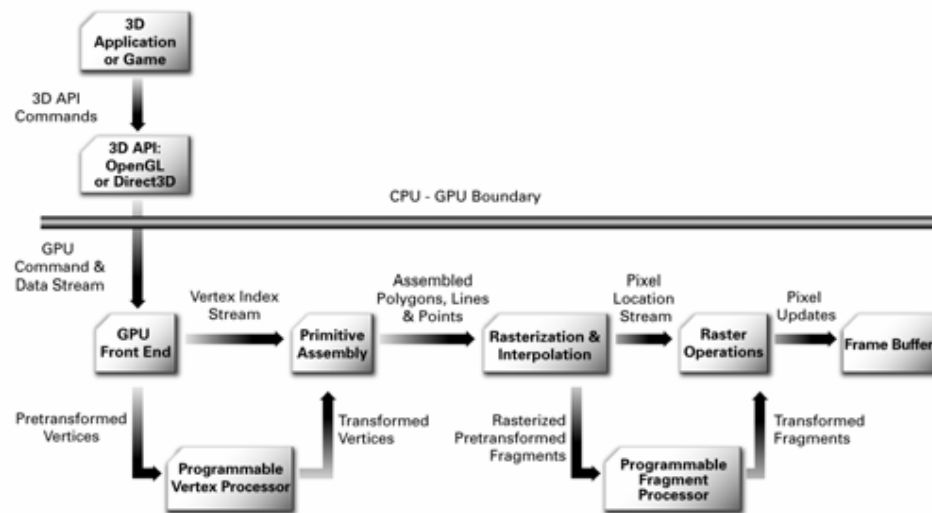 3D
Application
or Game
3D API
Commands
3D API:
OpenGL
or Direct3D
CPU - GPU Boundary
GPU
Command &
Data Stream
Vertex Index
Stream
Assembled
Polygons, Lines
& Points
Pixel
Location
Stream
Pixel
Updates
GPU
Front End
Primitive
Assembly
Rasterization &
Interpolation
Raster
Operations
Frame Buffer
Pretransformed
Vertices
Transformed
Vertices
Rasterized
Pretransformed
Fragments
Transformed
Fragments
Programmable
Vertex Processor
Programmable
Fragment
Processor